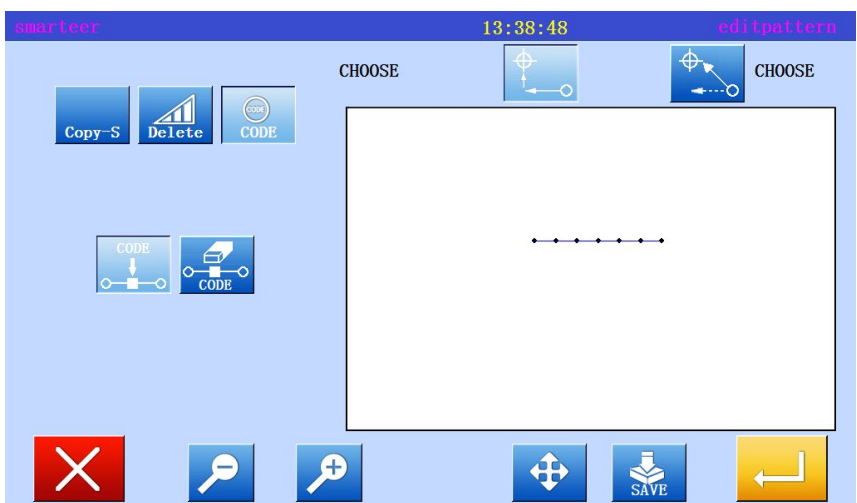 smarteer 13:38:48 editpattern
CHOOSE CHOOSE
CODE
Copy-S Delete CODE
CODE
CODE
SAVE